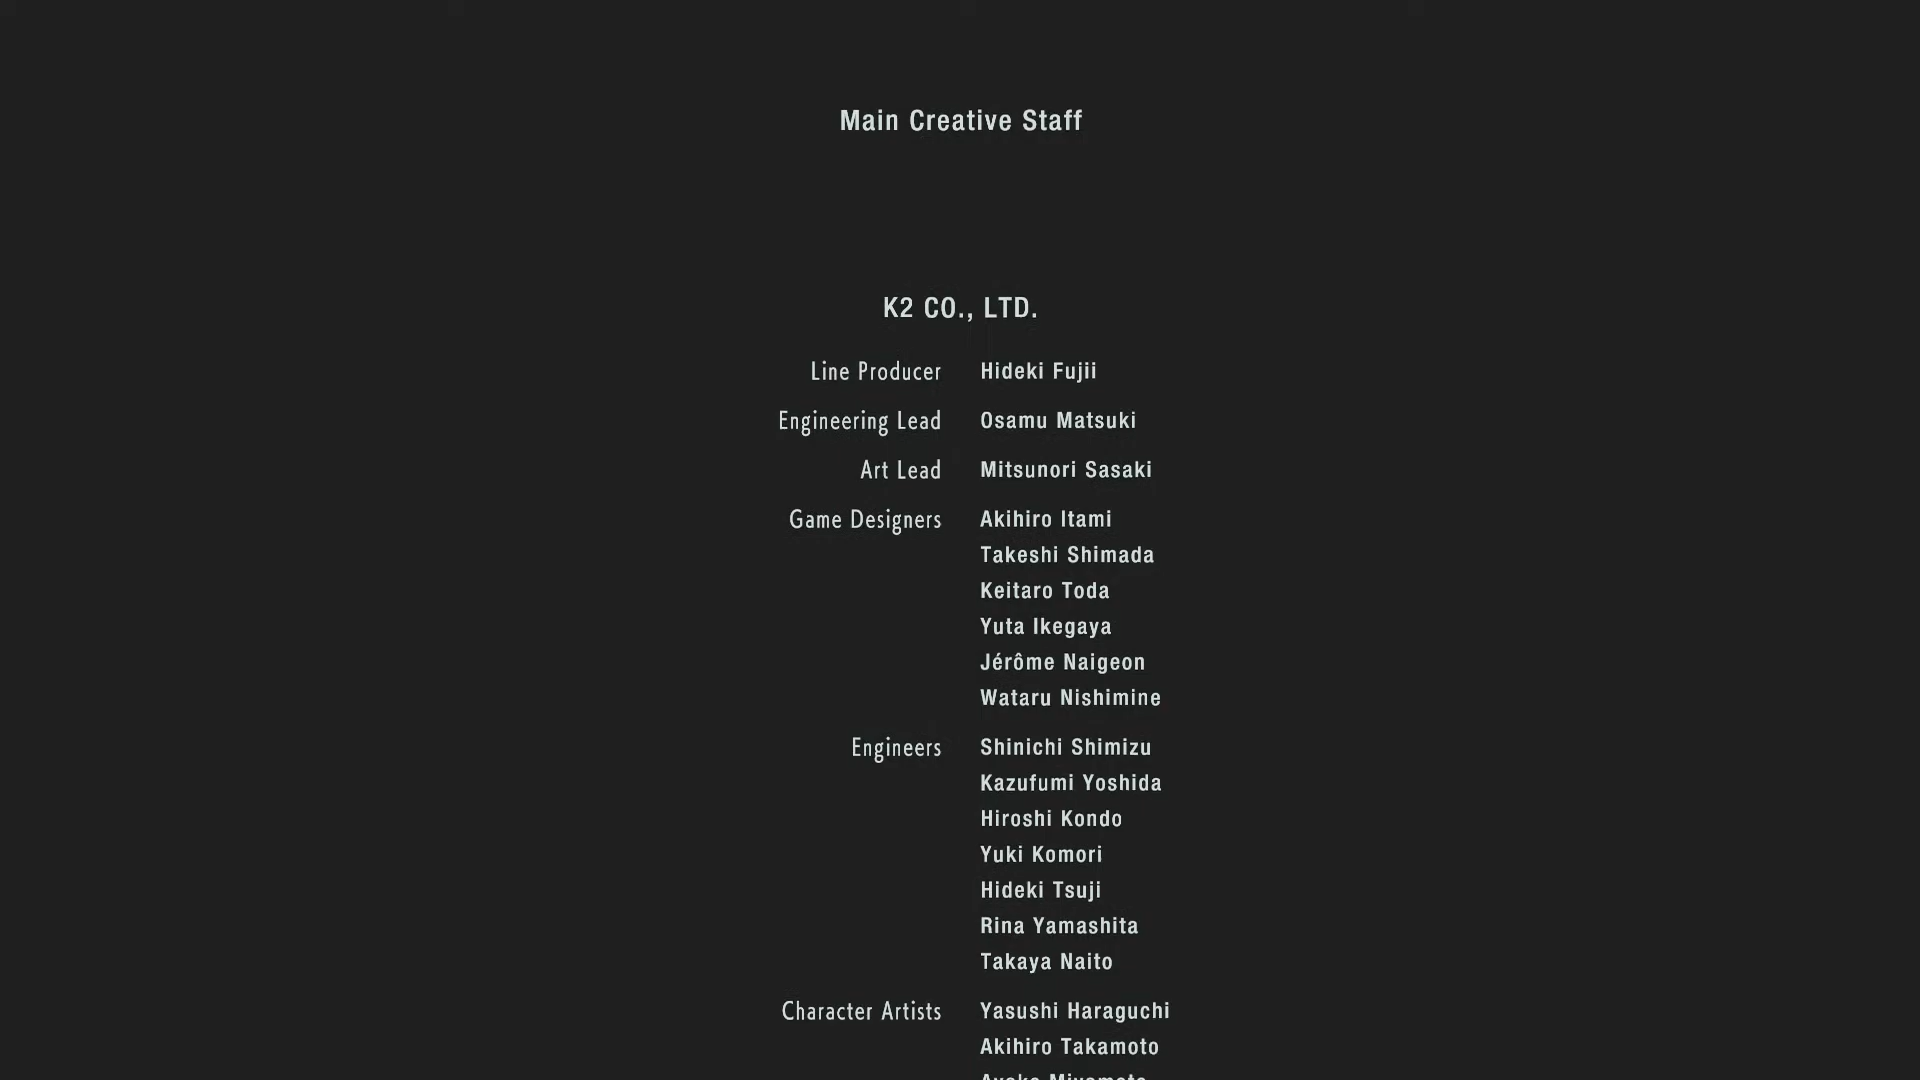 Main Creative Staff
K2 CO., LTD.
Line Producer Hideki Fujii
Engineering Lead Osamu Matsuki
Art Lead Mitsunori Sasaki
Game Designers Akihiro Itami
Takeshi Shimada
Keitaro Toda
Yuta Ikegaya
Jérôme Naigeon
Wataru Nishimine
Engineers Shinichi Shimizu
Kazufumi Yoshida
Hiroshi Kondo
Yuki Komori
Hideki Tsuji
Rina Yamashita
Takaya Naito
Character Artists Yasushi Haraguchi
Akihiro Takamoto